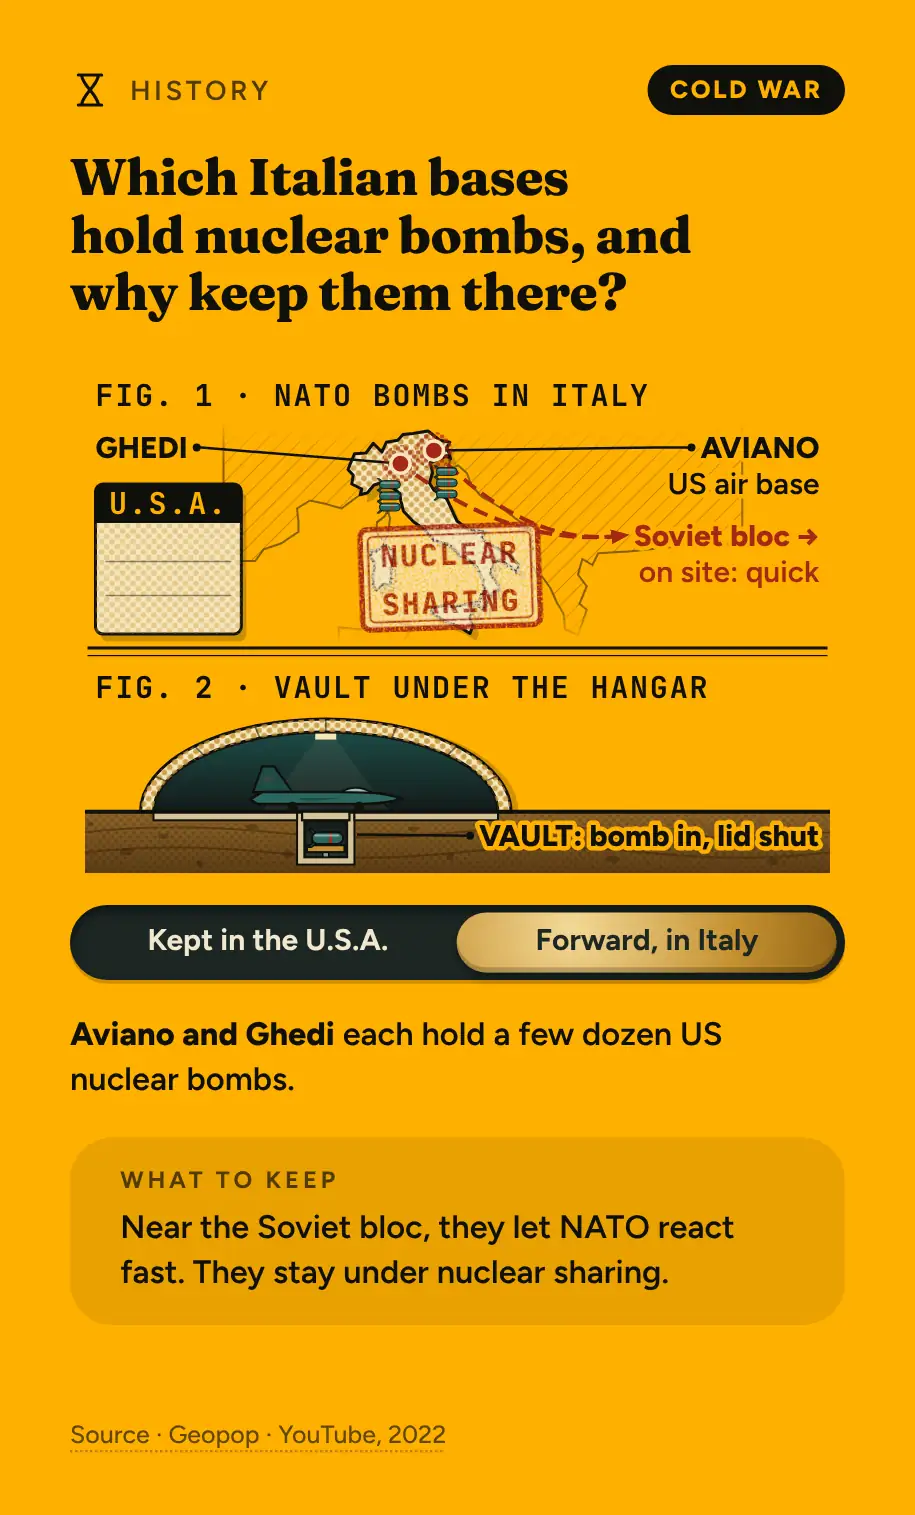 HISTORY
COLD WAR
Which Italian bases
hold nuclear bombs, and
why keep them there?
FIG. 1 · NATO BOMBS IN ITALY
GHEDI
AVIANO
US air base
U.S.A.
Soviet bloc →
on site: quick
NUCLEAR
SHARING
FIG. 2 · VAULT UNDER THE HANGAR
VAULT: bomb in, lid shut
Kept in the U.S.A.
Forward, in Italy
Aviano and Ghedi each hold a few dozen US
nuclear bombs.
WHAT TO KEEP
Near the Soviet bloc, they let NATO react
fast. They stay under nuclear sharing.
Source · Geopop · YouTube, 2022